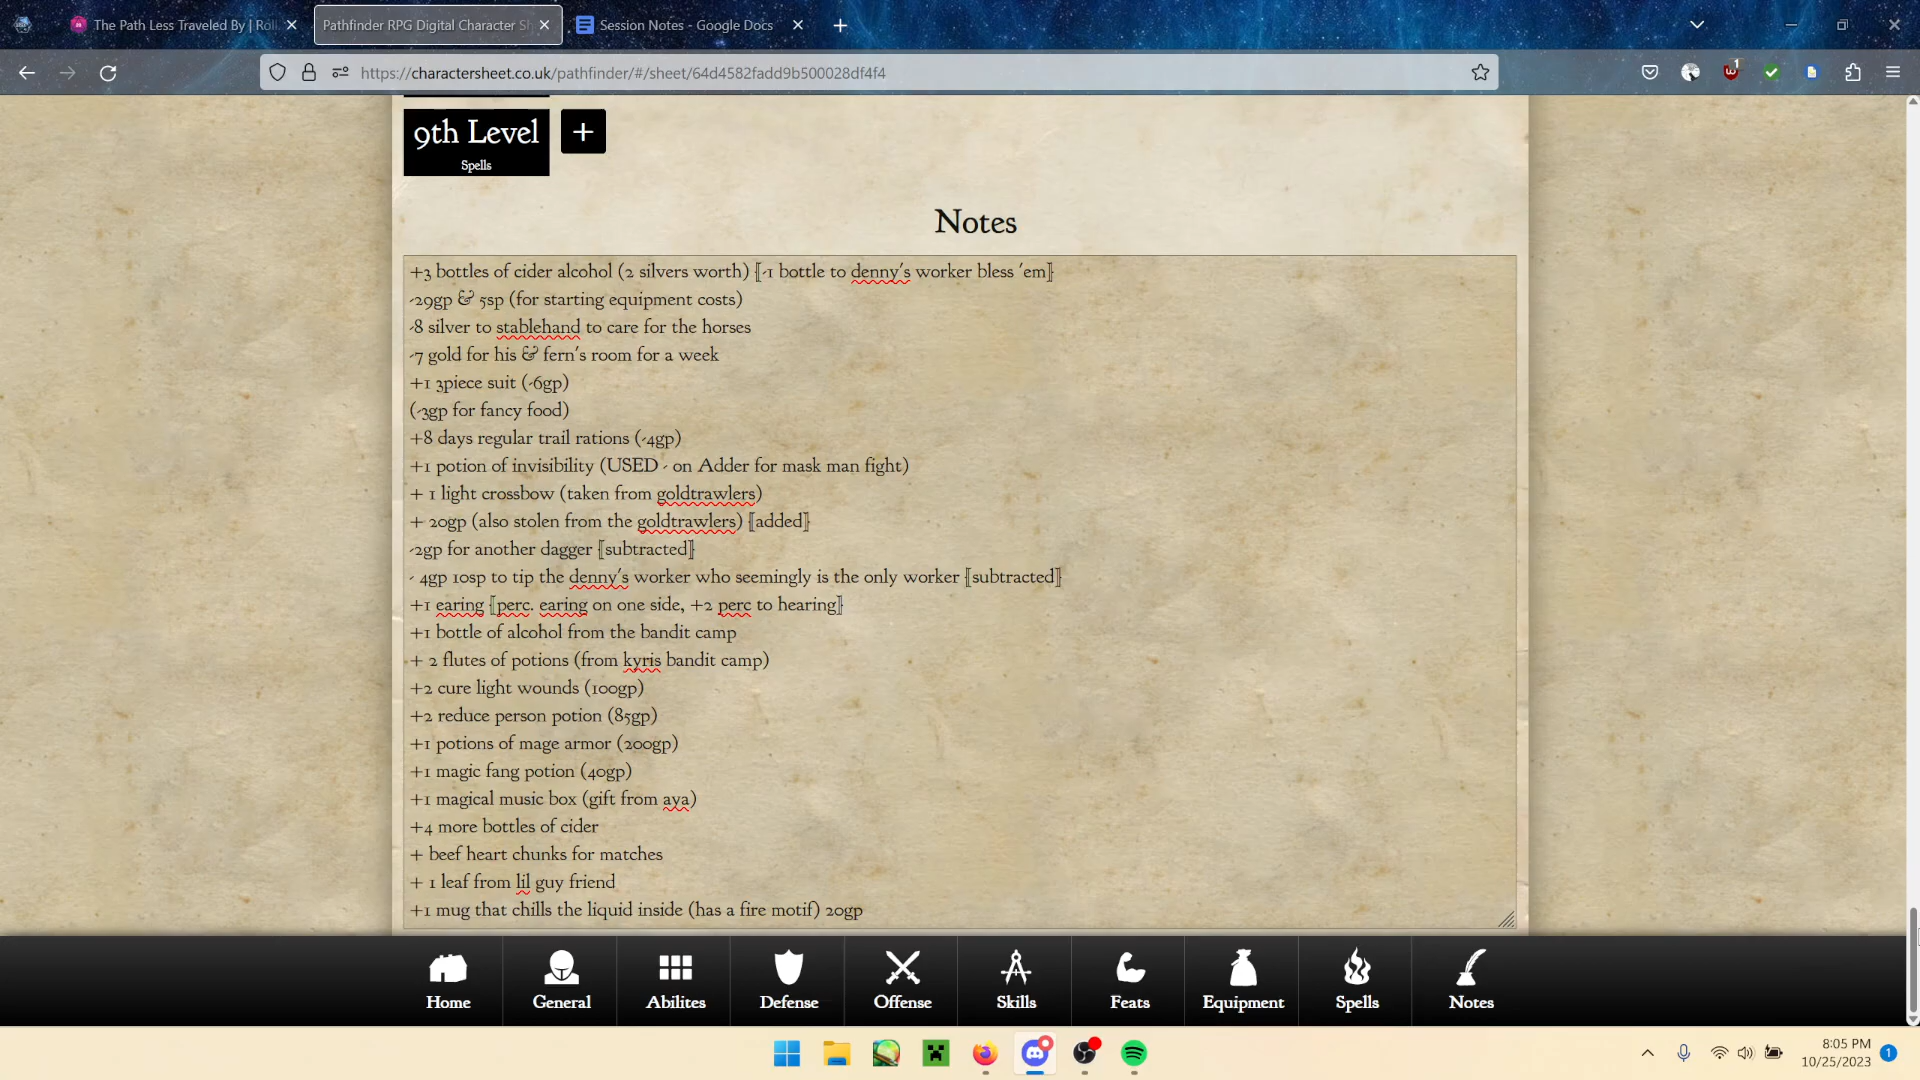 The Path Less Traveled By | Roll
Pathfinder RPG Digital Character Sh
Session Notes - Google Docs
https://charactersheet.co.uk/pathfinder/#/sheet/64d4582fadd9b500028df4f4
1
9th Level
Spells
Notes
+3 bottles of cider alcohol (2 silvers worth) [-1 bottle to denny's worker bless 'em]
-29gp & 5sp (for starting equipment costs)
-8 silver to stablehand to care for the horses
-7 gold for his & fern's room for a week
+1 3piece suit (-6gp)
(-3gp for fancy food)
+8 days regular trail rations (-4gp)
+1 potion of invisibility (USED - on Adder for mask man fight)
+ 1 light crossbow (taken from goldtrawlers)
+ 20gp (also stolen from the goldtrawlers) [added]
-2gp for another dagger [subtracted]
- 4gp 10sp to tip the denny's worker who seemingly is the only worker [subtracted]
+1 earing [perc. earing on one side, +2 perc to hearing]
+1 bottle of alcohol from the bandit camp
+ 2 flutes of potions (from kyris bandit camp)
+2 cure light wounds (100gp)
+2 reduce person potion (85gp)
+1 potions of mage armor (200gp)
+1 magic fang potion (40gp)
+1 magical music box (gift from aya)
+4 more bottles of cider
+ beef heart chunks for matches
+ 1 leaf from lil guy friend
+1 mug that chills the liquid inside (has a fire motif) 20gp
Home
General
Abilites
Defense
Offense
Skills
Feats
Equipment
Spells
Notes
8:05 PM
10/25/2023
1